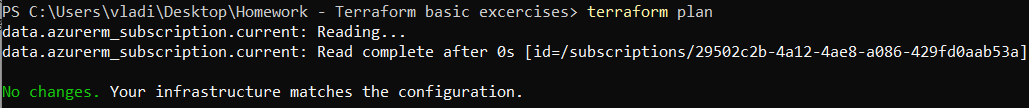 PS C:\Users\vladi\Desktop\Homework - Terraform basic excercises> terraform plan
data.azurerm_subscription.current: Reading...
data.azurerm_subscription.current: Read complete after 0s [id=/subscriptions/29502c2b-4a12-4ae8-a086-429fd0aab53a]
No changes. Your infrastructure matches the configuration.